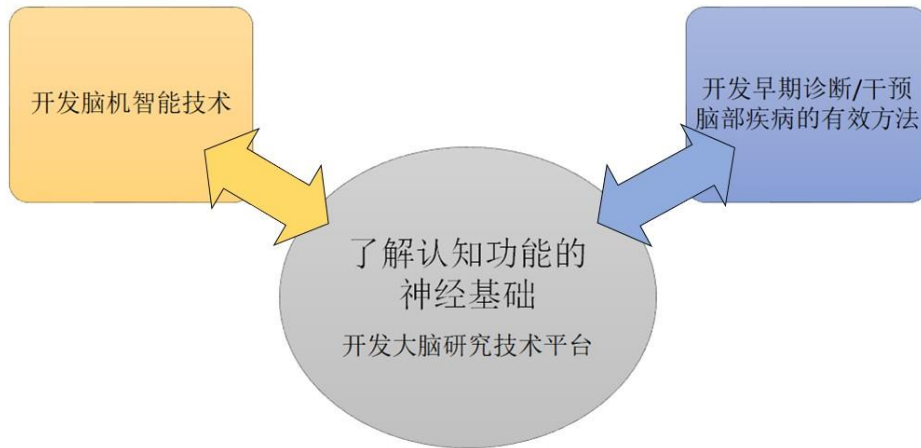 开发脑机智能技术
开发早期诊断/干预
脑部疾病的有效方法
了解认知功能的
神经基础
开发大脑研究技术平台